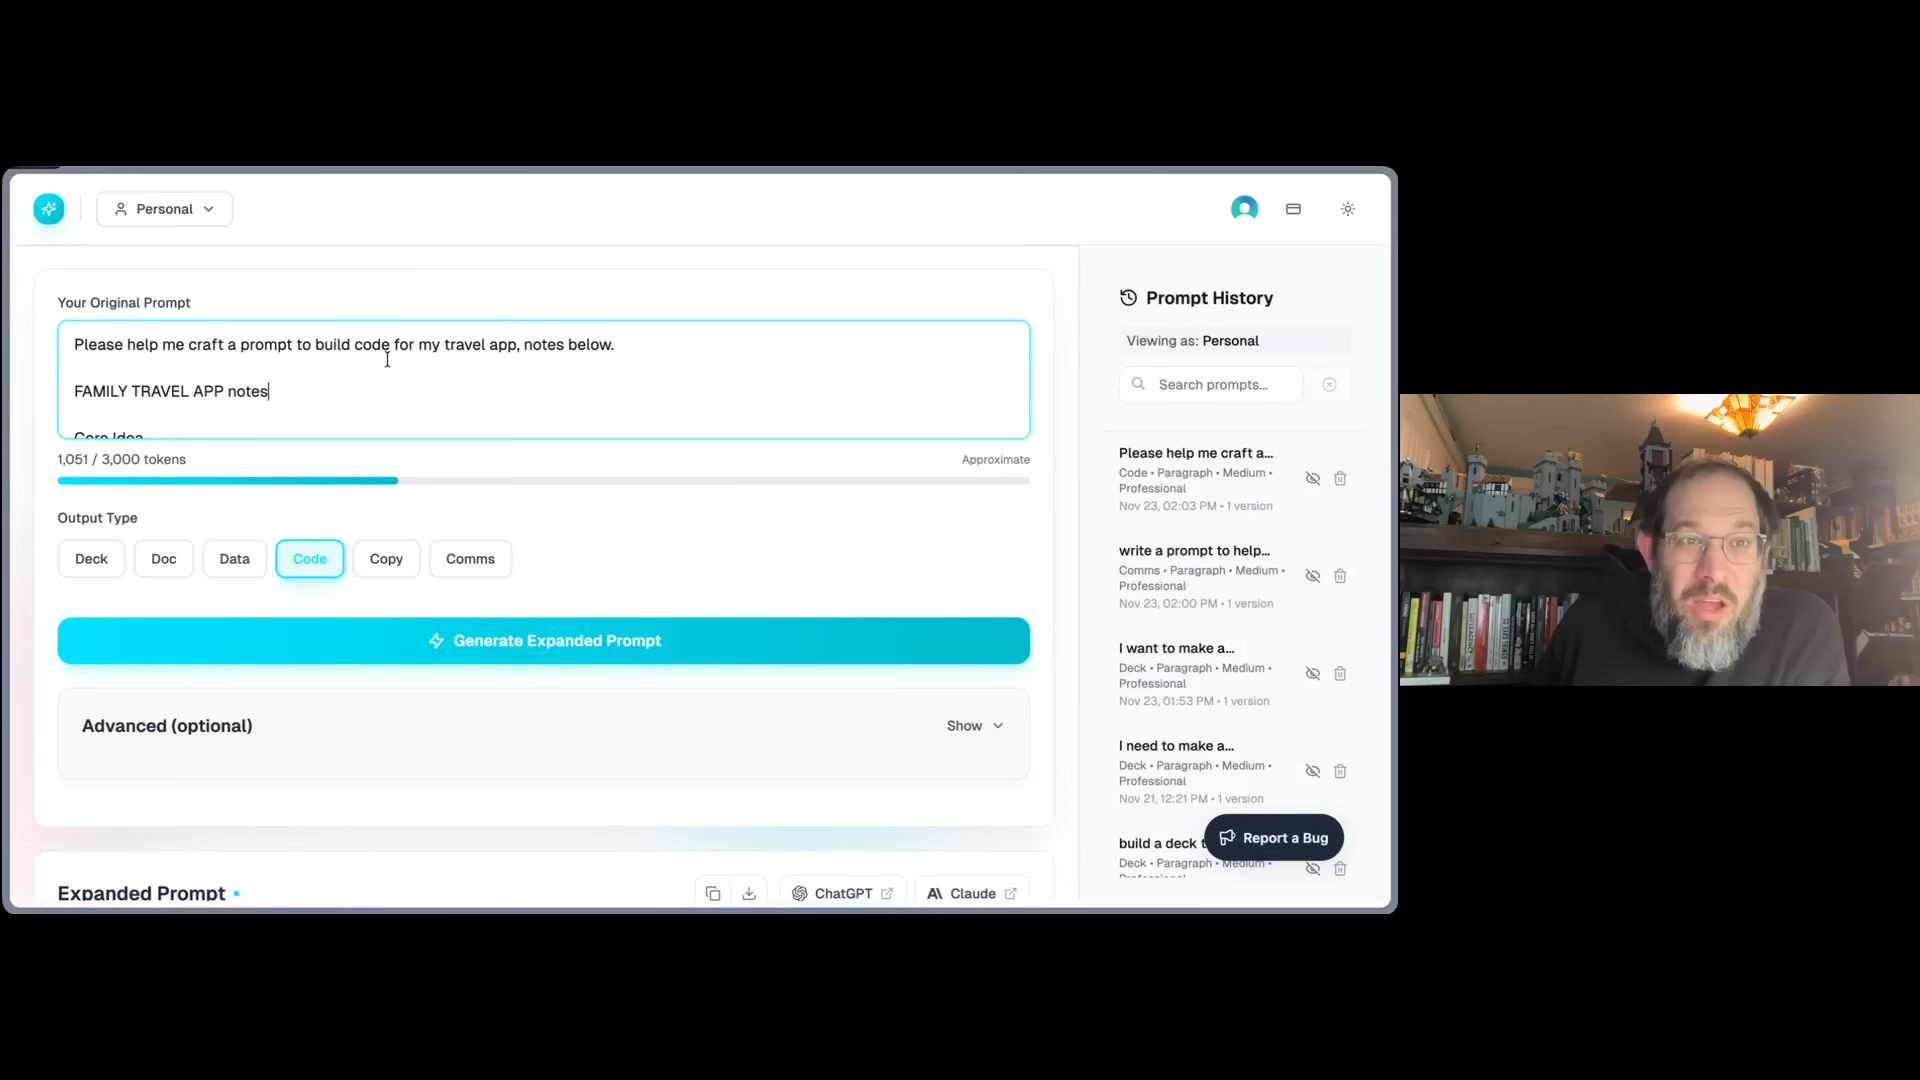 Personal
Your Original Prompt
Please help me craft a prompt to build code for my travel app, notes below.
FAMILY TRAVEL APP notes
Core Idea
1,051 / 3,000 tokens
Approximate
Output Type
Deck
Doc
Data
Code
Copy
Comms
Generate Expanded Prompt
Advanced (optional)
Show
Expanded Prompt
ChatGPT
Claude
Prompt History
Viewing as: Personal
Search prompts...
Please help me craft a...
Code • Paragraph • Medium •
Professional
Nov 23, 02:03 PM • 1 version
write a prompt to help...
Comms • Paragraph • Medium •
Professional
Nov 23, 02:00 PM • 1 version
I want to make a...
Deck • Paragraph • Medium •
Professional
Nov 23, 01:53 PM • 1 version
I need to make a...
Deck • Paragraph • Medium •
Professional
Nov 21, 12:21 PM • 1 version
build a deck
Deck • Paragraph • Medium •
Professional
Report a Bug